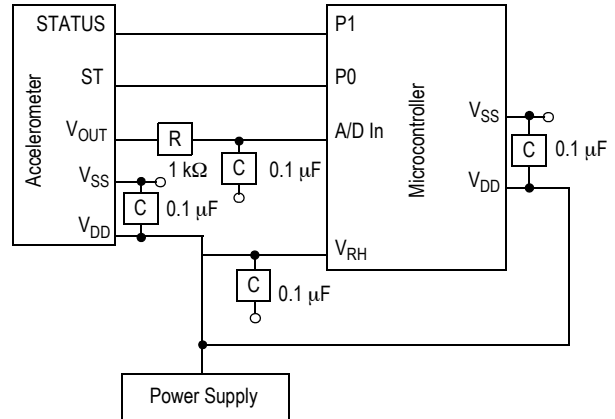 STATUS
P1
ST
P0
Accelerometer
Microcontroller
VOUT
R
A/D In
1 kΩ
C
0.1 µF
VSS
C
0.1 µF
VDD
VSS
C
0.1 µF
VDD
VRH
C
0.1 µF
Power Supply